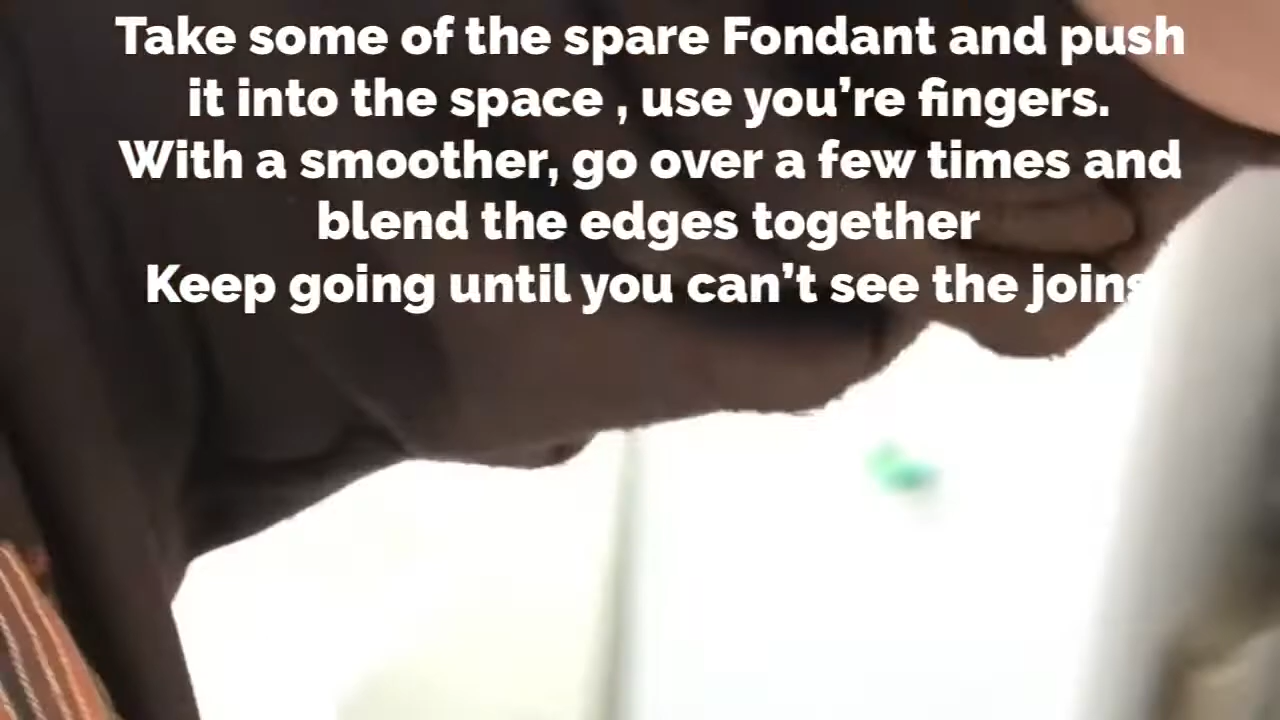 Take some of the spare Fondant and push
it into the space , use you’re fingers.
With a smoother, go over a few times and
blend the edges together
Keep going until you can’t see the joins